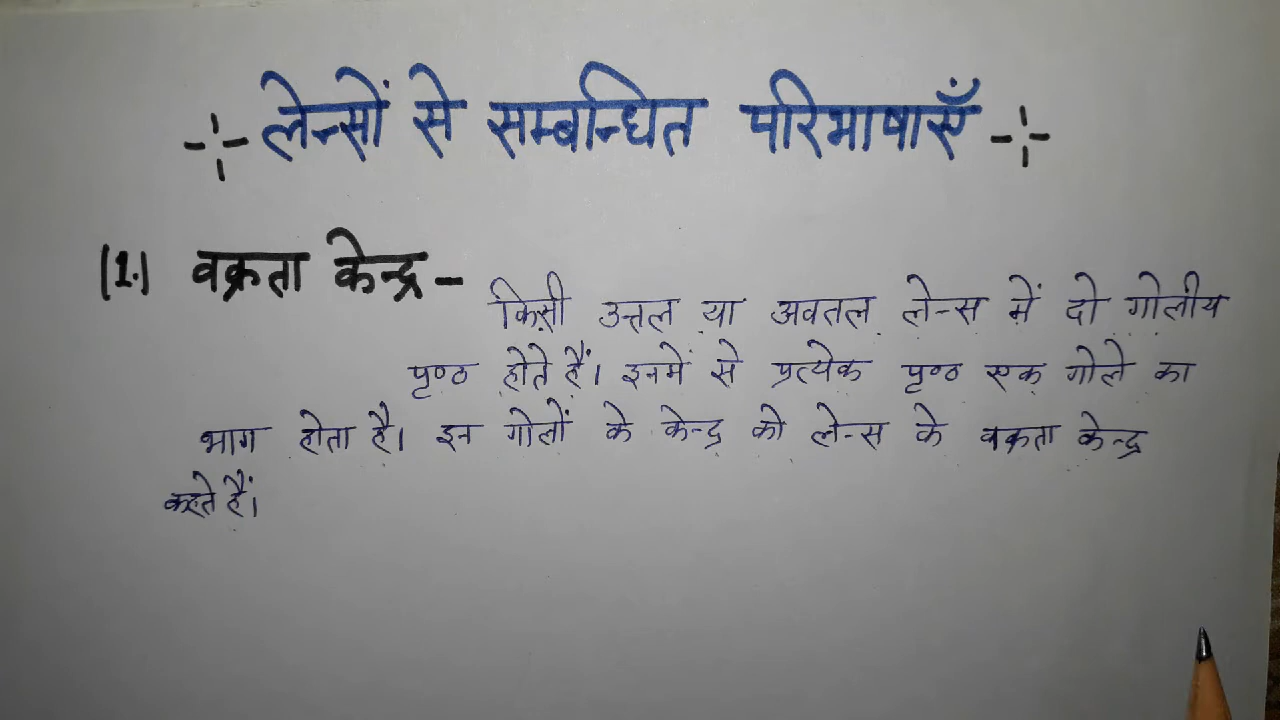 -:- लेन्सों से सम्बन्धित परिभाषाएँ -:-
(1.) वक्रता केन्द्र -
किसी उत्तल या अवतल लेन्स में दो गोलीय
पृष्ठ होते हैं। इनमें से प्रत्येक पृष्ठ एक गोले का
भाग होता है। इन गोलों के केन्द्र को लेन्स के वक्रता केन्द्र
कहते हैं।